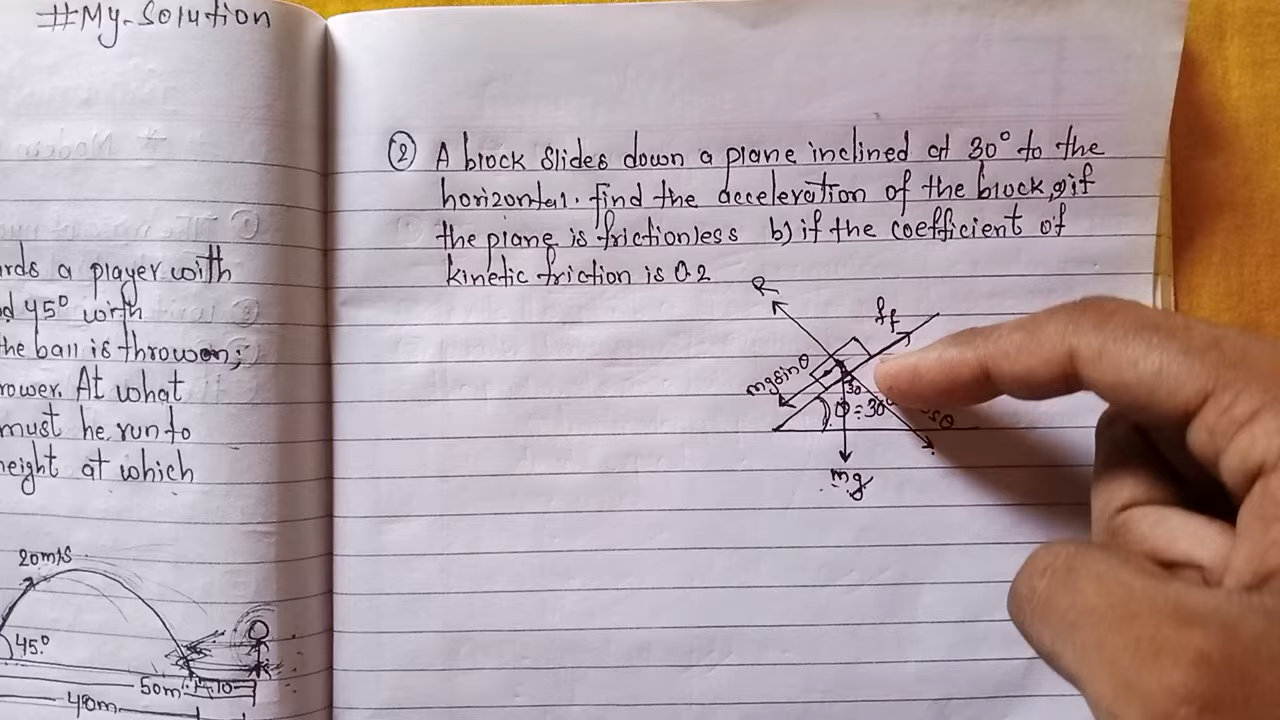 #My-Solution
ards a player with
d 45° with
the ball is thrown;
rower. At what
must he run to
height at which
20m/s
45°
50m
10
40m
② A block slides down a plane inclined at 30° to the
horizontal. find the acceleration of the block, a) if
the plane is frictionless b) if the coefficient of
kinetic friction is 0.2
R
ff
mg sinθ
30
θ = 30°
sθ
mg